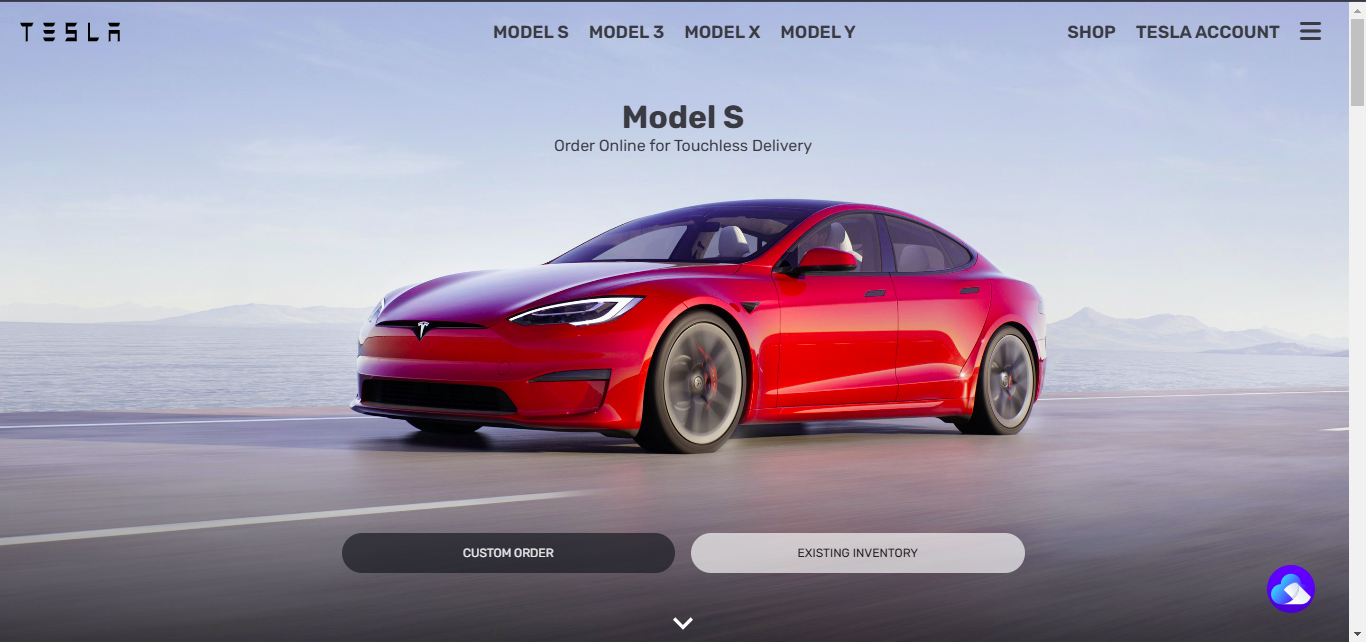 TESLA
MODEL S MODEL 3 MODEL X MODEL Y
SHOP TESLA ACCOUNT
Model S
Order Online for Touchless Delivery
CUSTOM ORDER
EXISTING INVENTORY